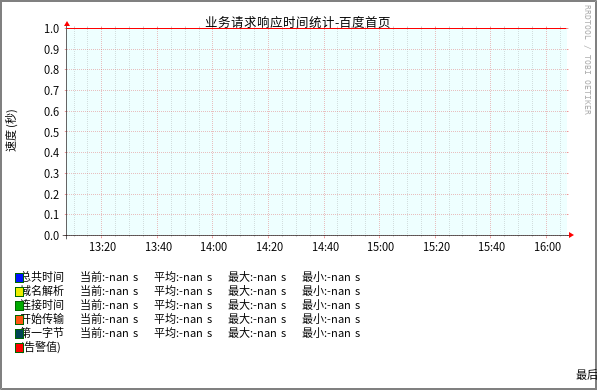 业务请求响应时间统计-百度首页
RRDTOOL / TOBI OETIKER
速度(秒)
1.0
0.9
0.8
0.7
0.6
0.5
0.4
0.3
0.2
0.1
0.0
13:20 13:40 14:00 14:20 14:40 15:00 15:20 15:40 16:00
总共时间 当前:-nan s 平均:-nan s 最大:-nan s 最小:-nan s
域名解析 当前:-nan s 平均:-nan s 最大:-nan s 最小:-nan s
连接时间 当前:-nan s 平均:-nan s 最大:-nan s 最小:-nan s
开始传输 当前:-nan s 平均:-nan s 最大:-nan s 最小:-nan s
第一字节 当前:-nan s 平均:-nan s 最大:-nan s 最小:-nan s
告警值)
最后